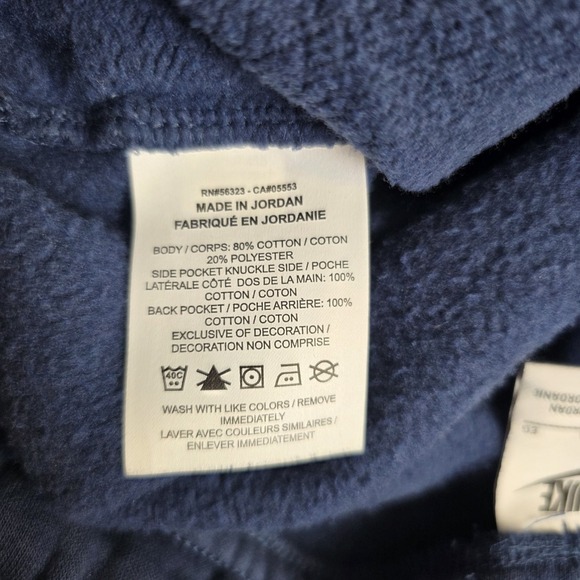 RN#56323 - CA#05553
MADE IN JORDAN
FABRIQUÉ EN JORDANIE
BODY / CORPS: 80% COTTON / COTON
20% POLYESTER
SIDE POCKET KNUCKLE SIDE / POCHE
LATÉRALE CÔTÉ DOS DE LA MAIN: 100%
COTTON / COTON
BACK POCKET / POCHE ARRIÈRE: 100%
COTTON / COTON
EXCLUSIVE OF DECORATION /
DECORATION NON COMPRISE
40C
WASH WITH LIKE COLORS / REMOVE
IMMEDIATELY
LAVER AVEC COULEURS SIMILAIRES /
ENLEVER IMMEDIATEMENT